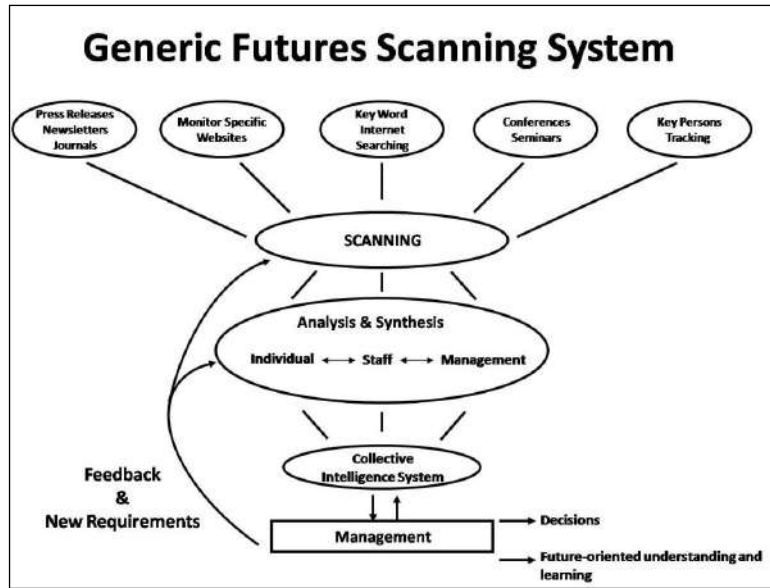 Generic Futures Scanning System
Press Releases
Newsletters
Journals
Monitor Specific
Websites
Key Word
Internet
Searching
Conferences
Seminars
Key Persons
Tracking
SCANNING
Analysis & Synthesis
Individual
Staff
Management
Collective
Intelligence System
Feedback
&
New Requirements
Management
Decisions
Future-oriented understanding and
learning